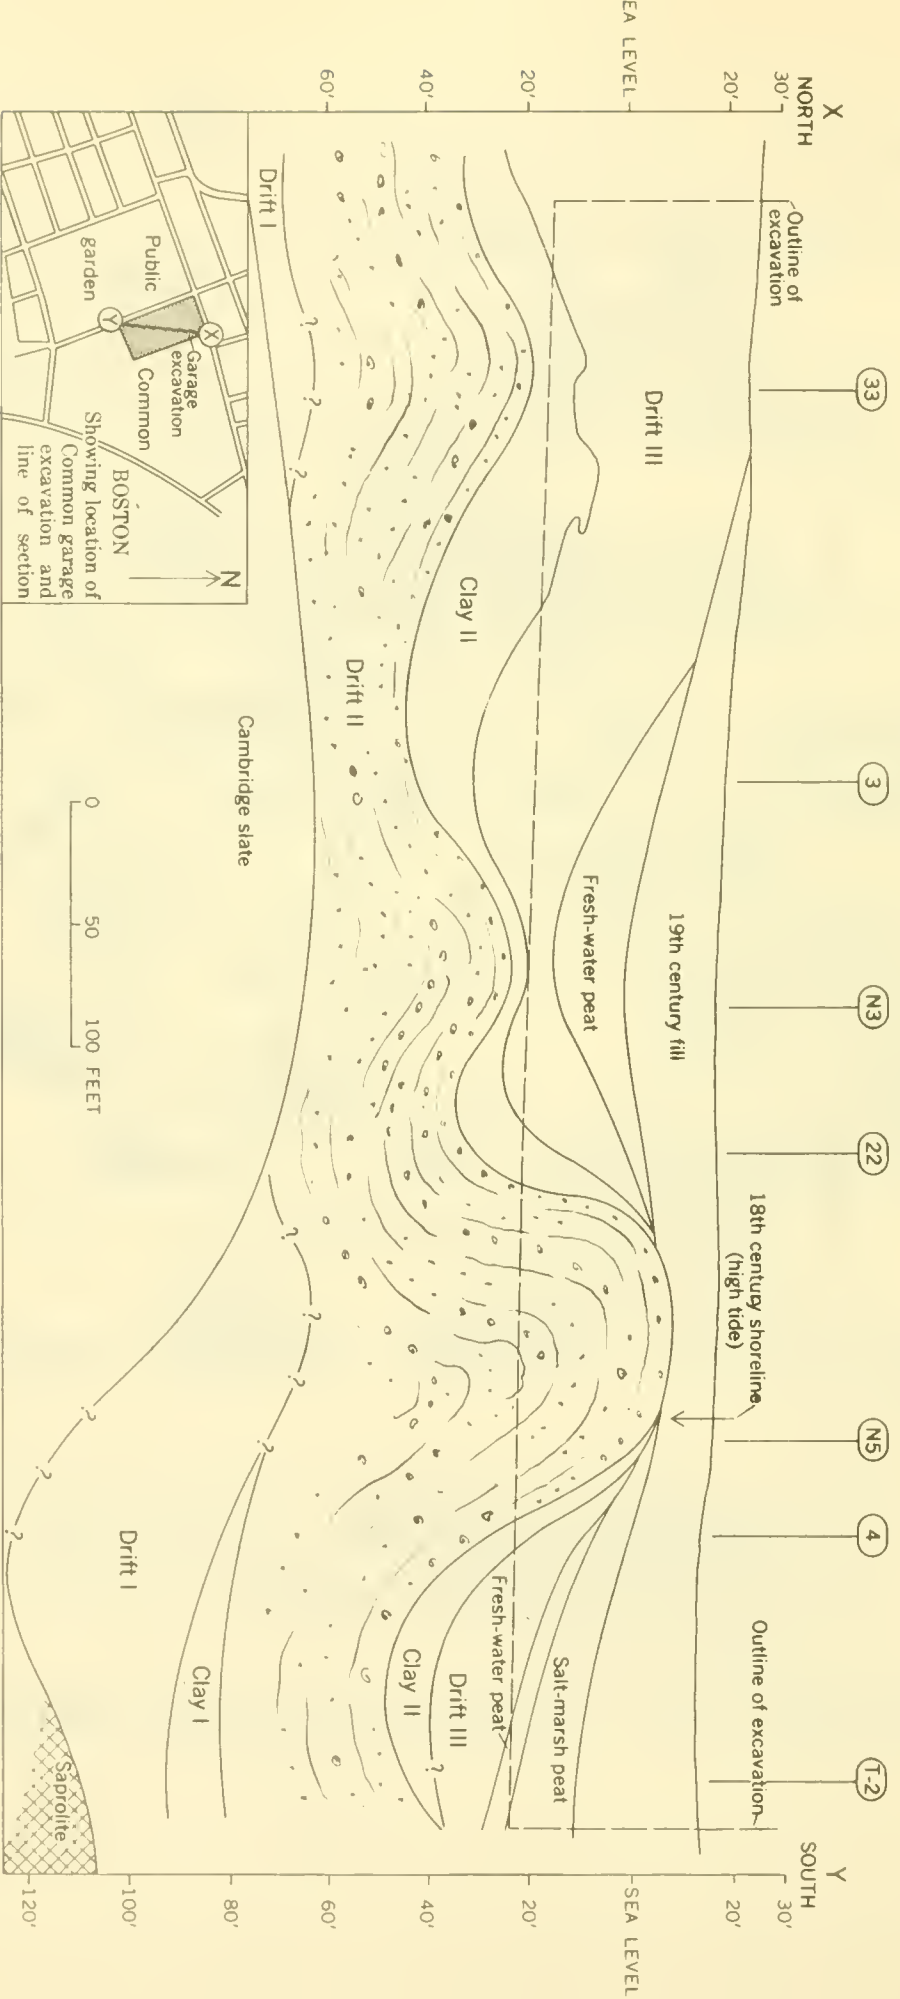 X
NORTH
Y
SOUTH
33
3
N3
22
N5
4
T-2
30'
20'
EA LEVEL
20'
40'
60'
30'
20'
SEA LEVEL
20'
40'
60'
80'
100'
120'
Outline of
excavation
18th century shoreline
(high tide)
Outline of excavation
Drift III
19th century fill
Fresh-water peat
Salt-marsh peat
Fresh-water peat
Clay II
Drift III
Clay II
Drift II
Clay I
Drift I
Drift I
Cambridge slate
Saprolite
?
?
?
?
?
?
?
?
?
?
?
0 50 100 FEET
N
X
Y
Public
garden
Garage
excavation
Common
BOSTON
Showing location of
Common garage
excavation and
line of section